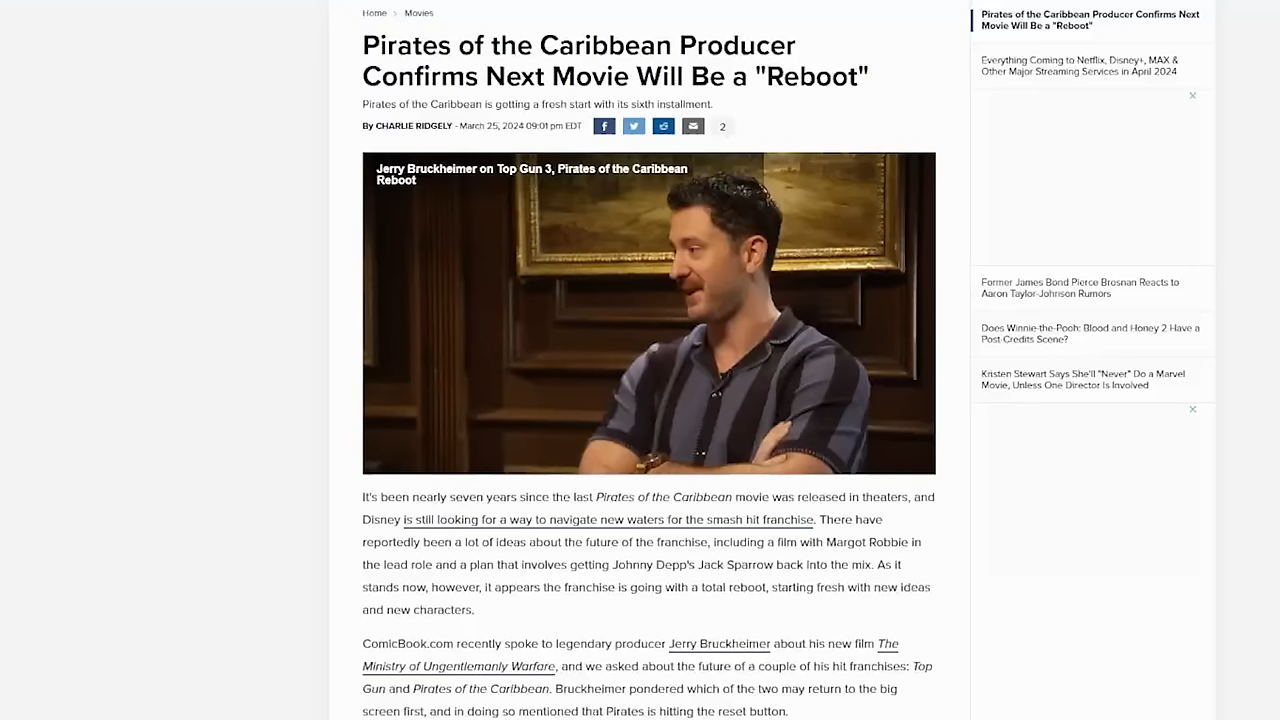 Home > Movies
Pirates of the Caribbean Producer
Confirms Next Movie Will Be a "Reboot"
Pirates of the Caribbean is getting a fresh start with its sixth installment.
By CHARLIE RIDGELY - March 25, 2024 09:01 pm EDT
2
Jerry Bruckheimer on Top Gun 3, Pirates of the Caribbean
Reboot
It's been nearly seven years since the last Pirates of the Caribbean movie was released in theaters, and
Disney is still looking for a way to navigate new waters for the smash hit franchise. There have
reportedly been a lot of ideas about the future of the franchise, including a film with Margot Robbie in
the lead role and a plan that involves getting Johnny Depp's Jack Sparrow back into the mix. As it
stands now, however, it appears the franchise is going with a total reboot, starting fresh with new ideas
and new characters.
ComicBook.com recently spoke to legendary producer Jerry Bruckheimer about his new film The
Ministry of Ungentlemanly Warfare, and we asked about the future of a couple of his hit franchises: Top
Gun and Pirates of the Caribbean. Bruckheimer pondered which of the two may return to the big
screen first, and in doing so mentioned that Pirates is hitting the reset button.
Pirates of the Caribbean Producer Confirms Next
Movie Will Be a "Reboot"
Everything Coming to Netflix, Disney+, MAX &
Other Major Streaming Services in April 2024
Former James Bond Pierce Brosnan Reacts to
Aaron Taylor-Johnson Rumors
Does Winnie-the-Pooh: Blood and Honey 2 Have a
Post-Credits Scene?
Kristen Stewart Says She'll "Never" Do a Marvel
Movie, Unless One Director Is Involved